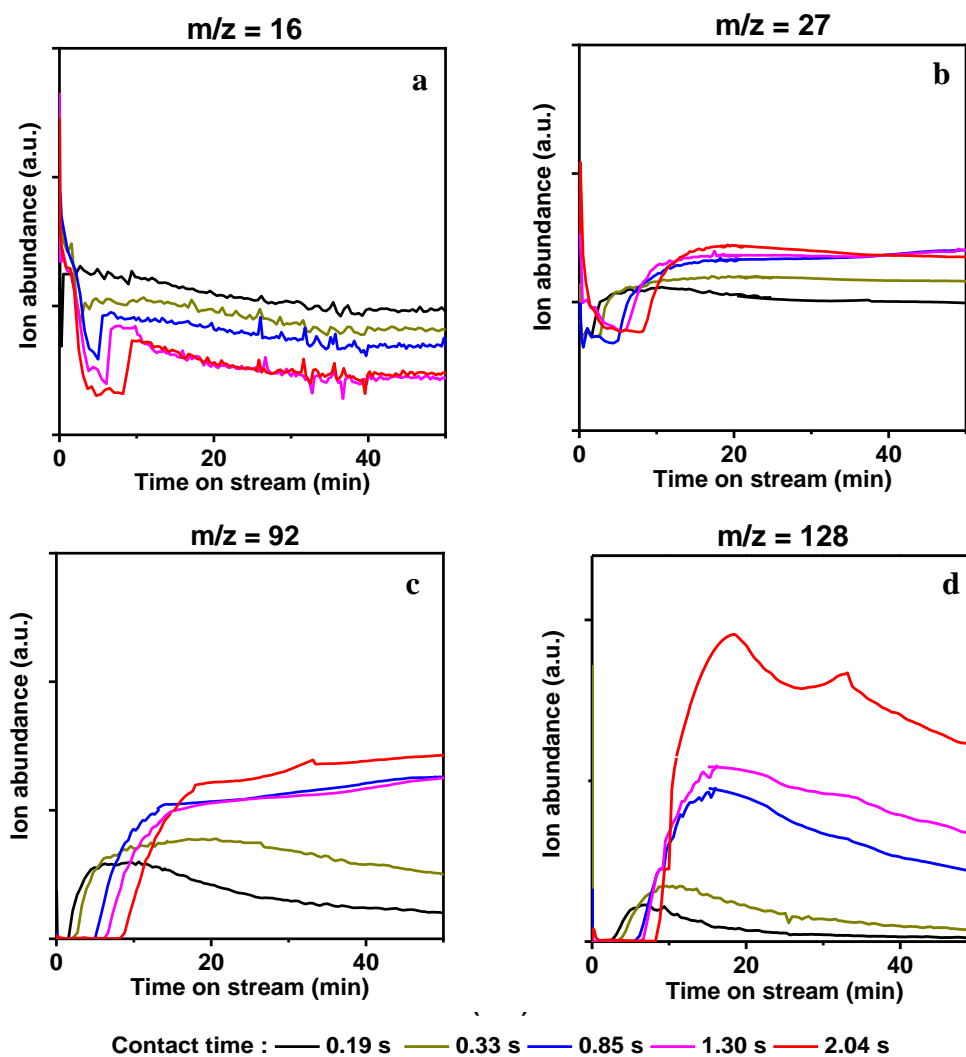 m/z = 16
a
Ion abundance (a.u.)
0
20
40
Time on stream (min)
m/z = 27
b
Ion abundance (a.u.)
0
20
40
Time on stream (min)
m/z = 92
c
Ion abundance (a.u.)
0
20
40
Time on stream (min)
m/z = 128
d
Ion abundance (a.u.)
0
20
40
Time on stream (min)
Contact time : 0.19 s 0.33 s 0.85 s 1.30 s 2.04 s